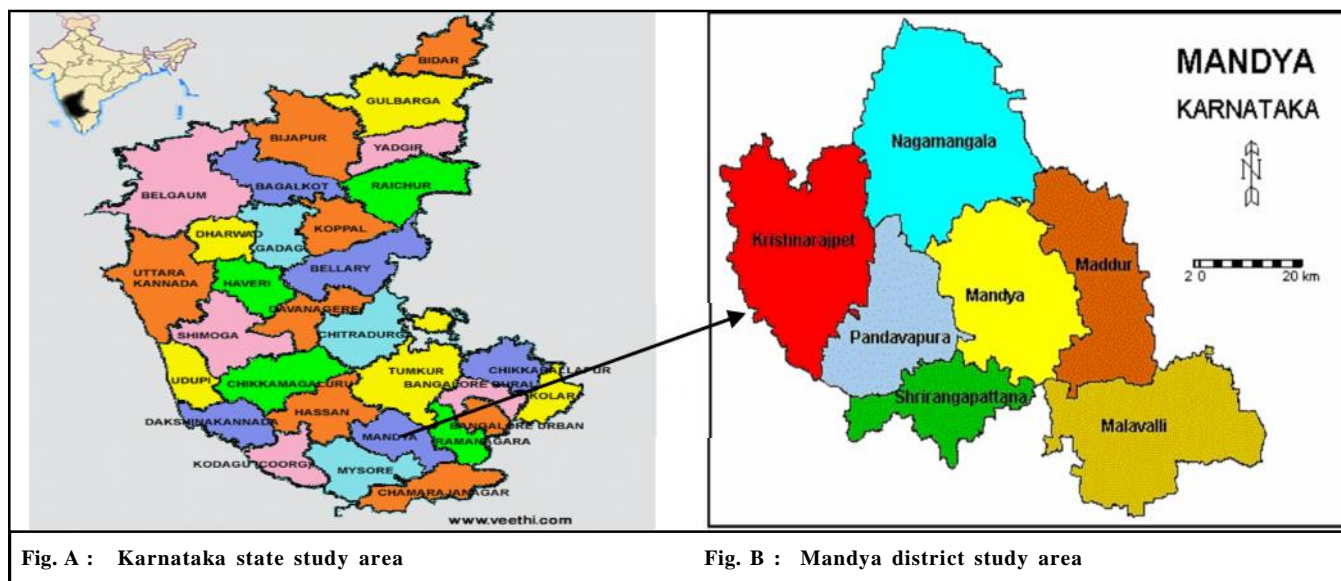 BIDAR
GULBARGA
BIJAPUR
YADGIR
BELGAUM
BAGALKOT
RAICHUR
DHARWAD
GADAG
KOPPAL
UTTARA
KANNADA
HAVERI
BELLARY
DAVANAGERE
SHIMOGA
CHITRADURG
UDUPI
CHIKKAMAGALURU
TUMKUR
CHIKKABALLAPUR
BANGALORE RURAL
KOLAR
HASSAN
DAKSHINAKANNADA
MANDYA
BANGALORE URBAN
RAMANAGARA
KODAGU (COORG)
MYSORE
CHAMARAJANAGAR
www.veethi.com
MANDYA
KARNATAKA
N
2 0 20 km
Nagamangala
Krishnarajpet
Mandya
Maddur
Pandavapura
Shrirangapattana
Malavalli
Fig. A : Karnataka state study area
Fig. B : Mandya district study area